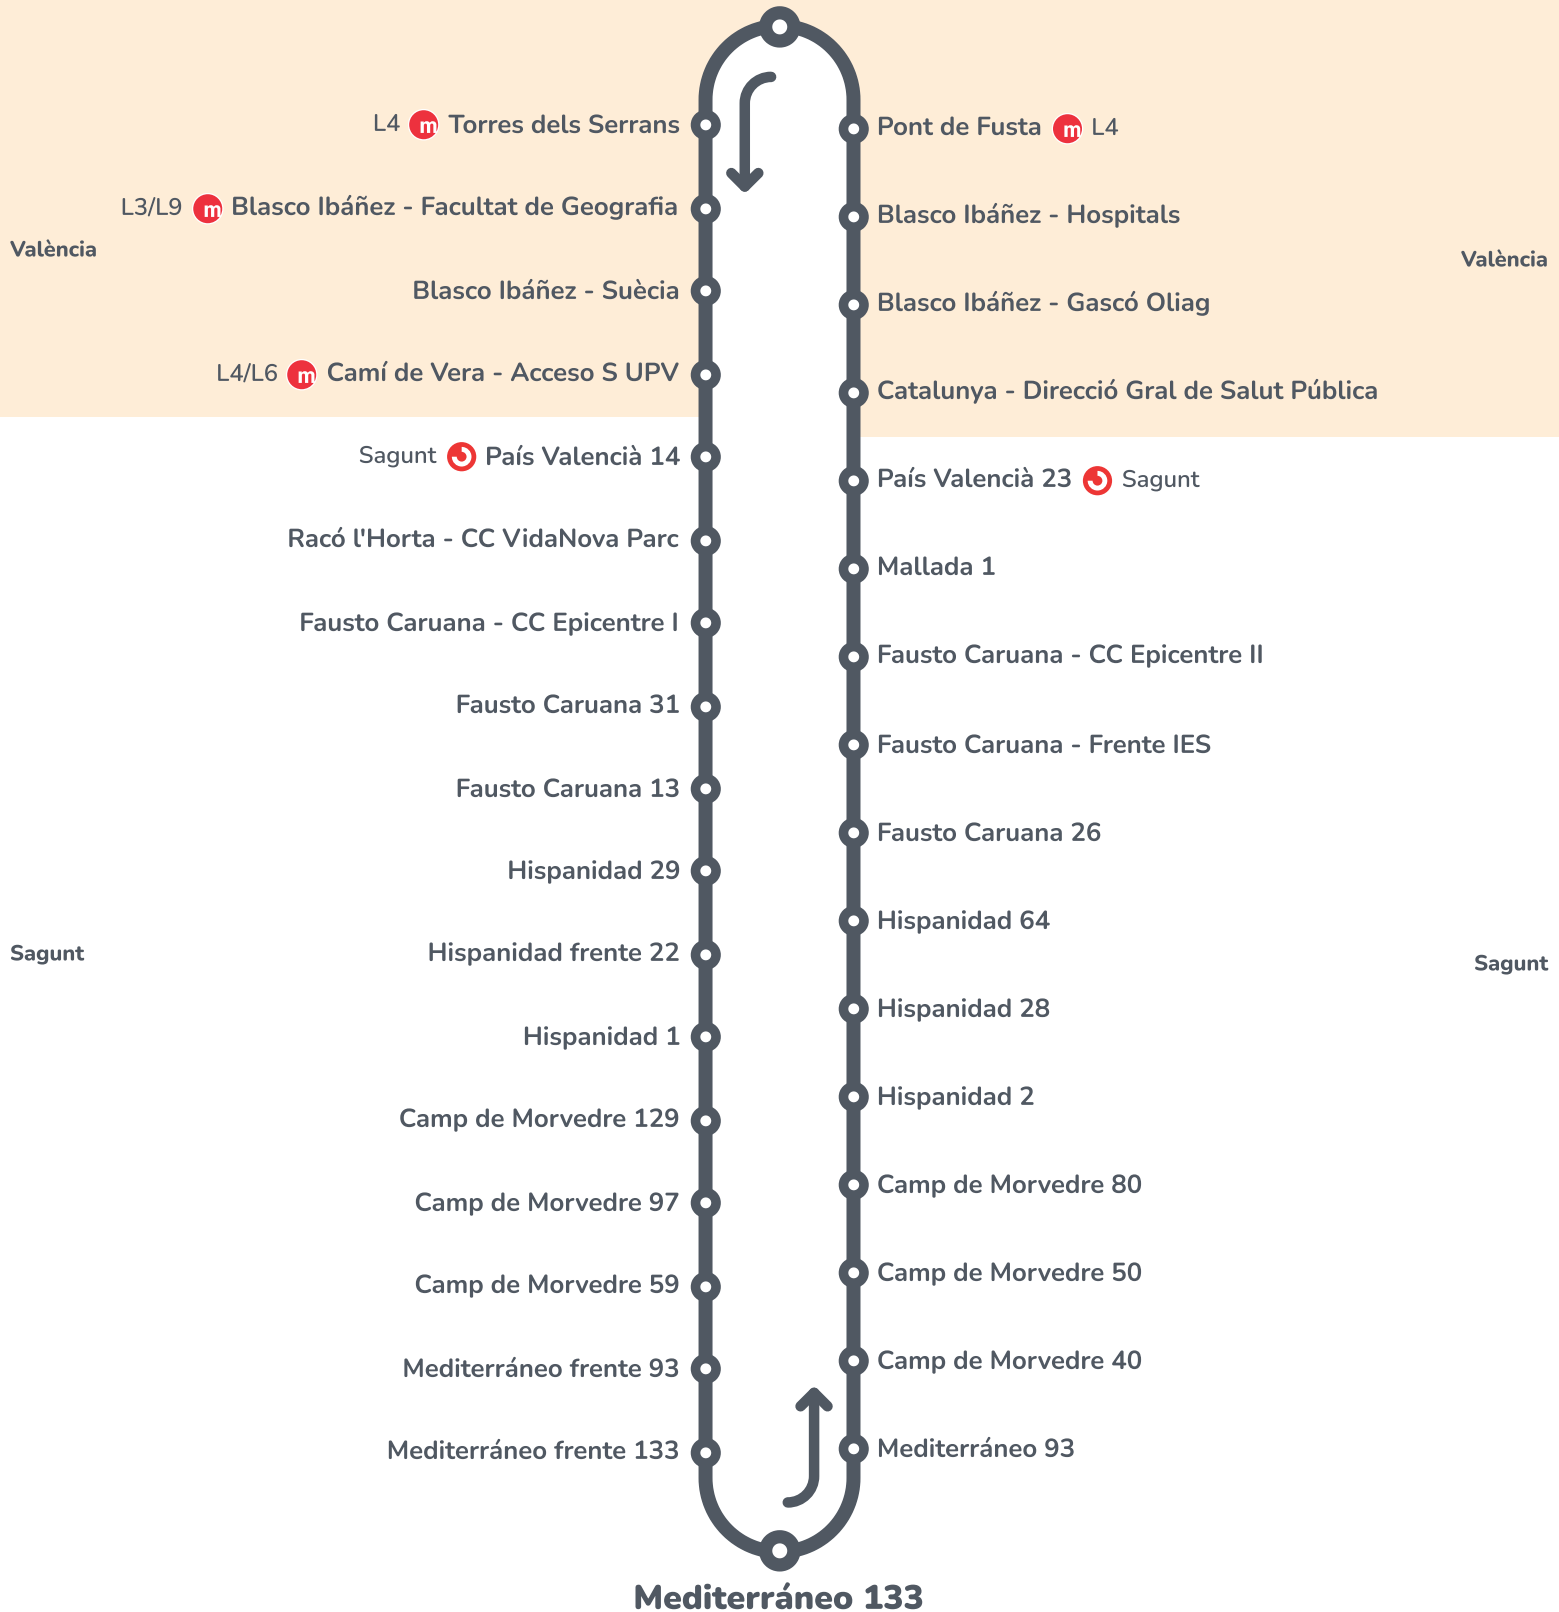 L4 m Torres dels Serrans
L3/L9 m Blasco Ibáñez - Facultat de Geografia
València
Blasco Ibáñez - Suècia
L4/L6 m Camí de Vera - Acceso S UPV
Sagunt País Valencià 14
Racó l'Horta - CC VidaNova Parc
Fausto Caruana - CC Epicentre I
Fausto Caruana 31
Fausto Caruana 13
Hispanidad 29
Hispanidad frente 22
Sagunt
Hispanidad 1
Camp de Morvedre 129
Camp de Morvedre 97
Camp de Morvedre 59
Mediterráneo frente 93
Mediterráneo frente 133
Pont de Fusta m L4
Blasco Ibáñez - Hospitals
València
Blasco Ibáñez - Gascó Oliag
Catalunya - Direcció Gral de Salut Pública
País Valencià 23 Sagunt
Mallada 1
Fausto Caruana - CC Epicentre II
Fausto Caruana - Frente IES
Fausto Caruana 26
Hispanidad 64
Sagunt
Hispanidad 28
Hispanidad 2
Camp de Morvedre 80
Camp de Morvedre 50
Camp de Morvedre 40
Mediterráneo 93
Mediterráneo 133